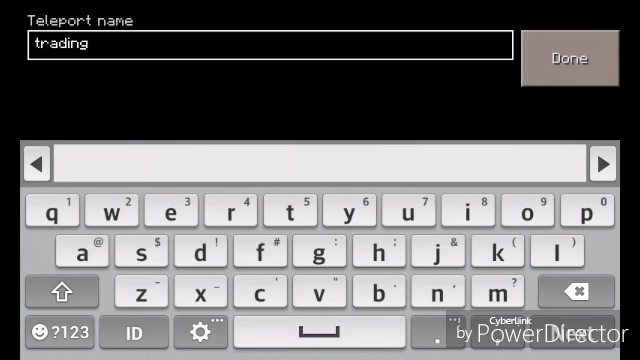 Teleport name
trading
Done
q 1 w 2 e 3 r 4 t 5 y 6 u 7 i 8 o 9 p 0
a @ s $ d ! f # g : h ; j & k ( l )
z - x c ' v " b n m ?
?123 ID . Next
CyberLink
by PowerDirector